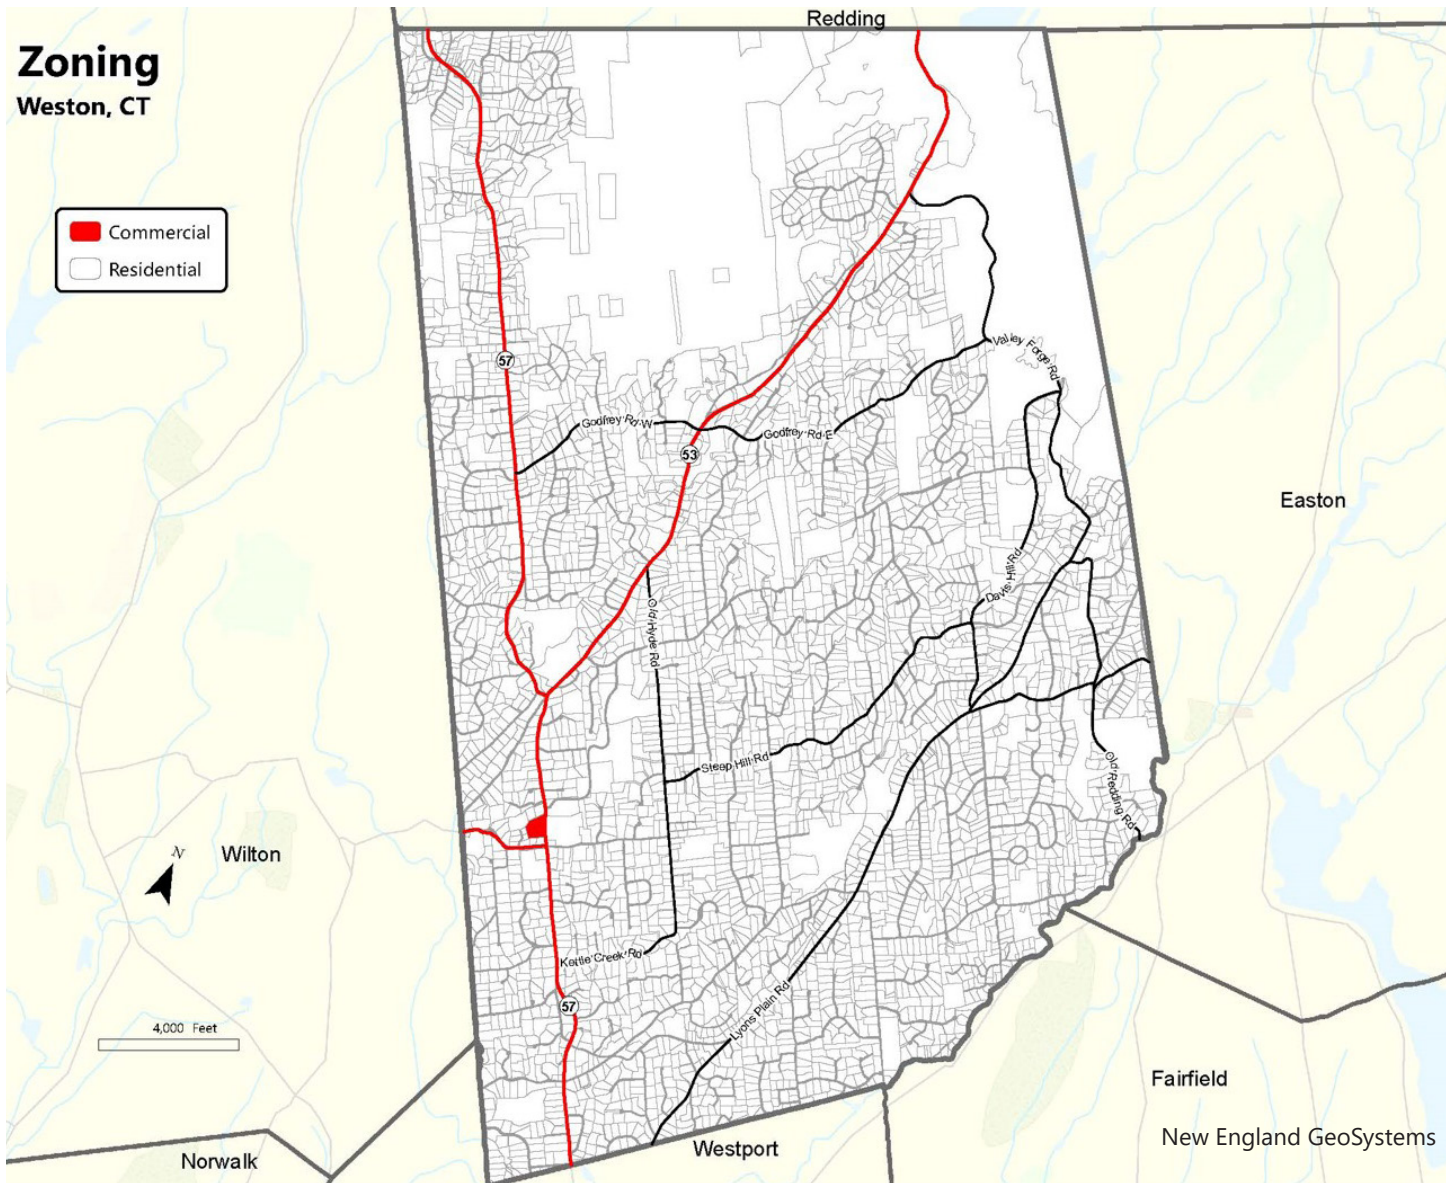 Redding
Zoning
Weston, CT
Commercial
Residential
57
Valley Forge Rd
Godfrey Rd W
Godfrey Rd E
53
Easton
Davis Hill Rd
Old Hyde Rd
Steep Hill Rd
Old Redding Rd
N
Wilton
Kettle Creek Rd
57
Lyons Plain Rd
4,000 Feet
Fairfield
New England GeoSystems
Westport
Norwalk